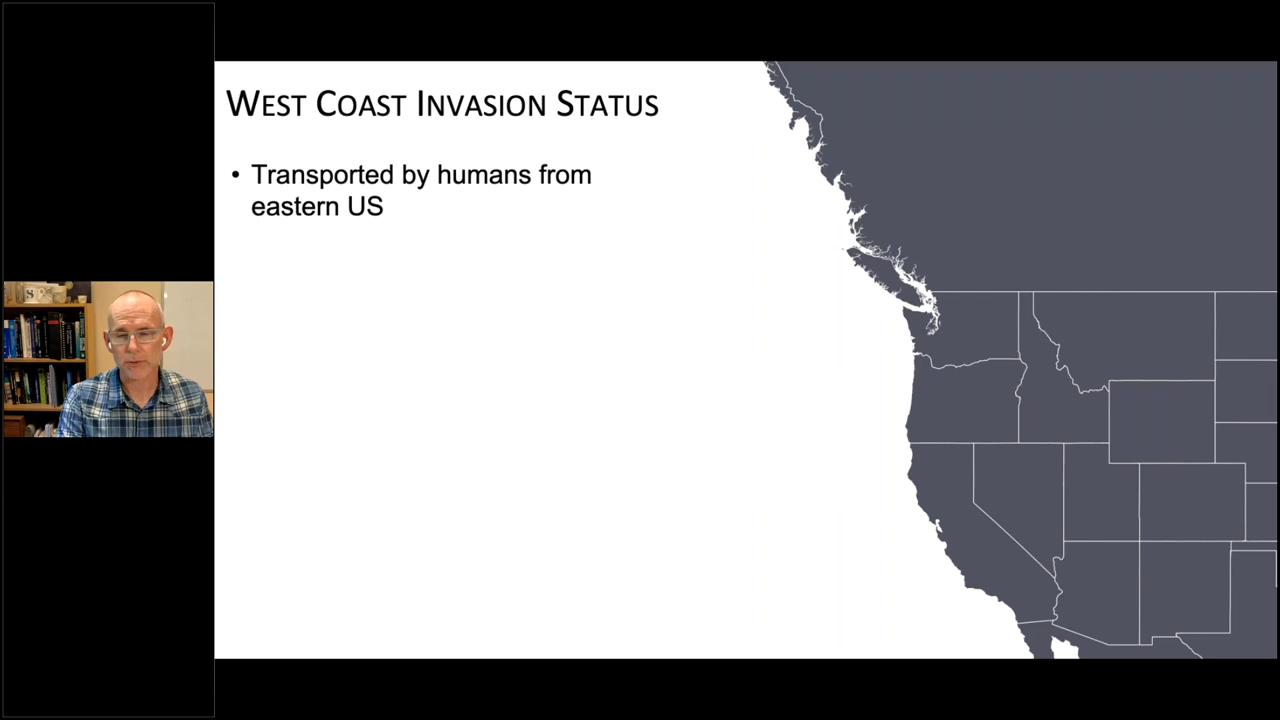 WEST COAST INVASION STATUS
• Transported by humans from
eastern US